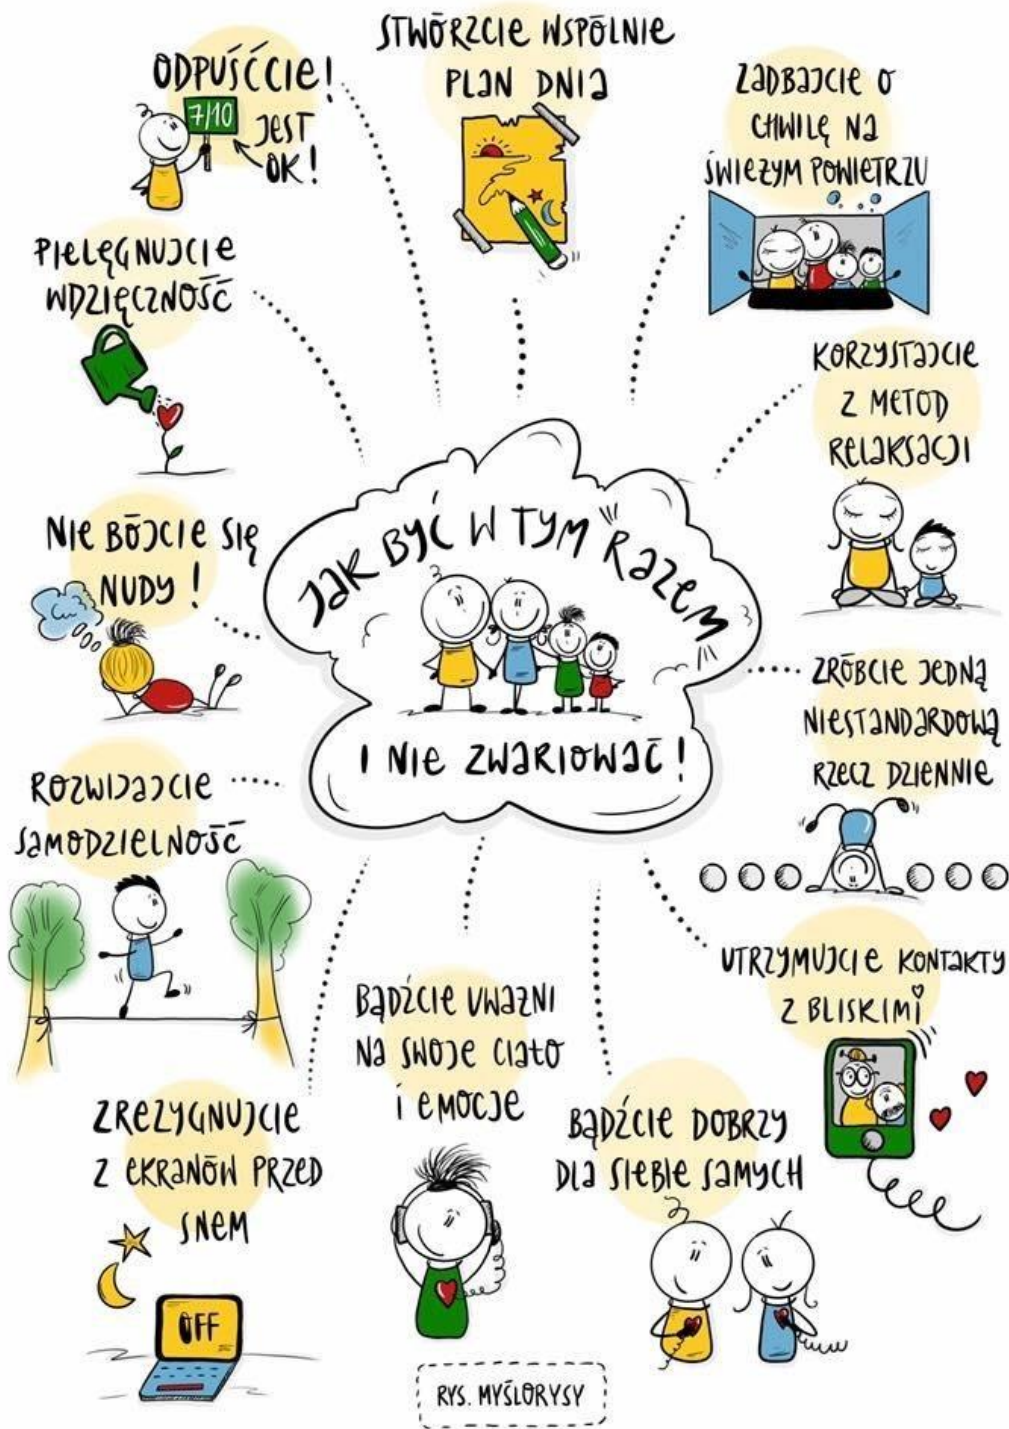 JAK BYĆ W TYM RAZEM
I NIE ZWARIOWAĆ!
STWÓRZCIE WSPÓLNIE
PLAN DNIA
ZADBAJCIE O
CHWILĘ NA
ŚWIEŻYM POWIETRZU
KORZYSTAJCIE
Z METOD
RELAKSACJI
ZRÓBCIE JEDNĄ
NIESTANDARDOWĄ
RZECZ DZIENNIE
UTRZYMUJCIE KONTAKTY
Z BLISKIMI
BĄDŹCIE DOBRZY
DLA SIEBIE SAMYCH
BĄDŹCIE UWAŻNI
NA SWOJE CIAŁO
I EMOCJE
ZREZYGNUJCIE
Z EKRANÓW PRZED
SNEM
OFF
ROZWIJAJCIE
SAMODZIELNOŚĆ
NIE BÓJCIE SIĘ
NUDY!
PIELĘGNUJCIE
WDZIĘCZNOŚĆ
ODPUŚĆCIE!
7/10
JEST
OK!
RYS. MYŚLORYSY